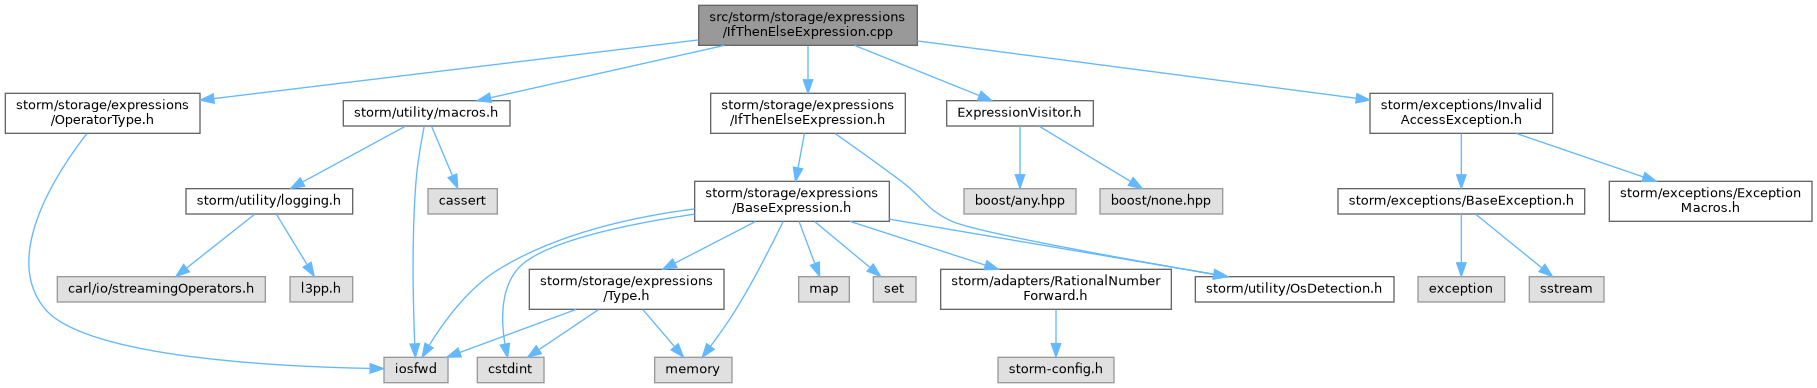 src/storm/storage/expressions
/IfThenElseExpression.cpp
storm/storage/expressions
/OperatorType.h
storm/utility/macros.h
storm/storage/expressions
/IfThenElseExpression.h
ExpressionVisitor.h
storm/exceptions/Invalid
AccessException.h
storm/utility/logging.h
cassert
storm/storage/expressions
/BaseExpression.h
boost/any.hpp
boost/none.hpp
storm/exceptions/BaseException.h
storm/exceptions/Exception
Macros.h
carl/io/streamingOperators.h
l3pp.h
storm/storage/expressions
/Type.h
map
set
storm/adapters/RationalNumber
Forward.h
storm/utility/OsDetection.h
exception
sstream
iosfwd
cstdint
memory
storm-config.h